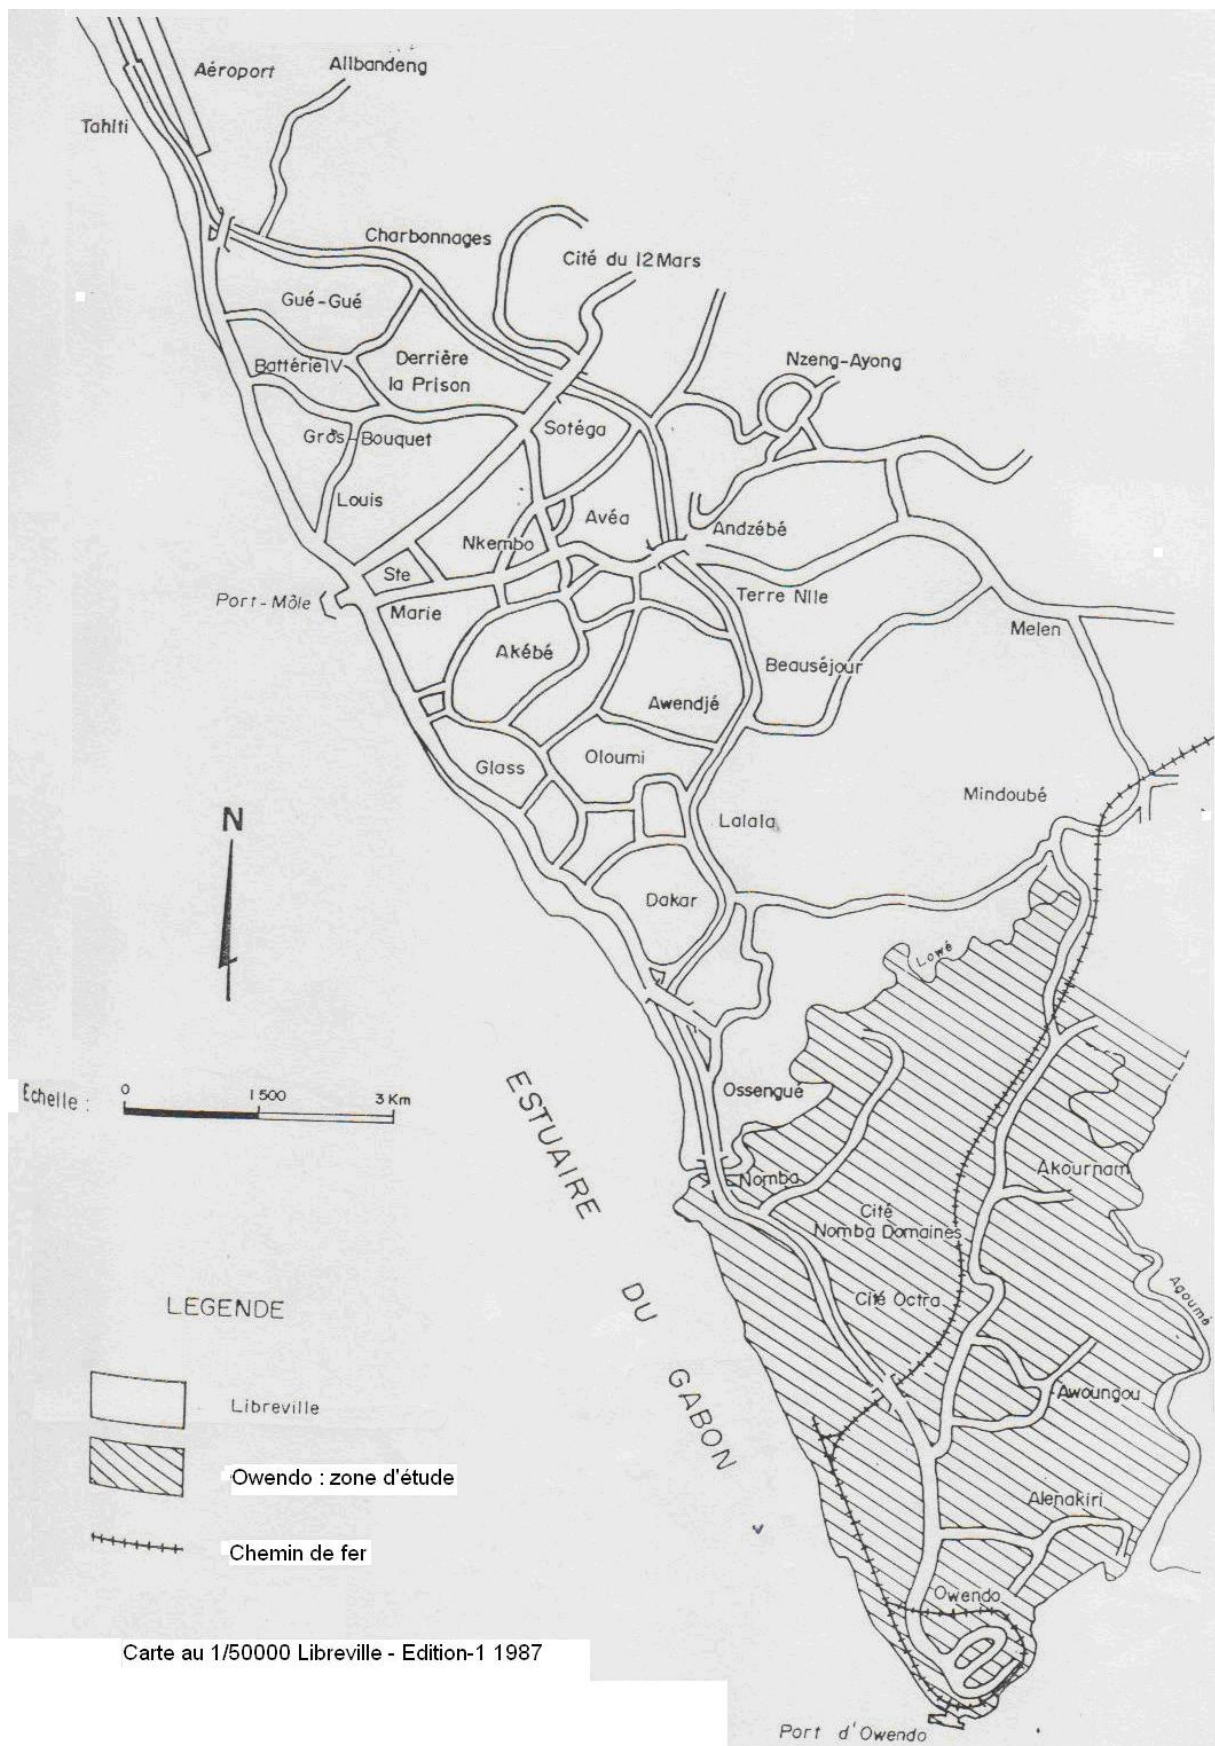 Aéroport
Alibandeng
Tahiti
Charbonnages
Cité du 12 Mars
Gué-Gué
Battérie IV
Derrière
la Prison
Nzeng-Ayong
Gros-Bouquet
Sotéga
Louis
Avéa
Nkembo
Andzébé
Ste
Marie
Port-Môle
Terre Nlle
Melen
Akébé
Beauséjour
Awendjé
Glass
Oloumi
Mindoubé
Lalala
N
Dakar
Lowé
Echelle :
0
1 500
3 Km
Ossengué
ESTUAIRE
DU
GABON
Nomba
Akournam
Cité
Nomba Domaines
Cité Octra
Agoumé
LEGENDE
Libreville
Owendo : zone d'étude
Chemin de fer
Awoungou
Alenakiri
Owendo
Carte au 1/50000 Libreville - Edition-1 1987
Port d'Owendo